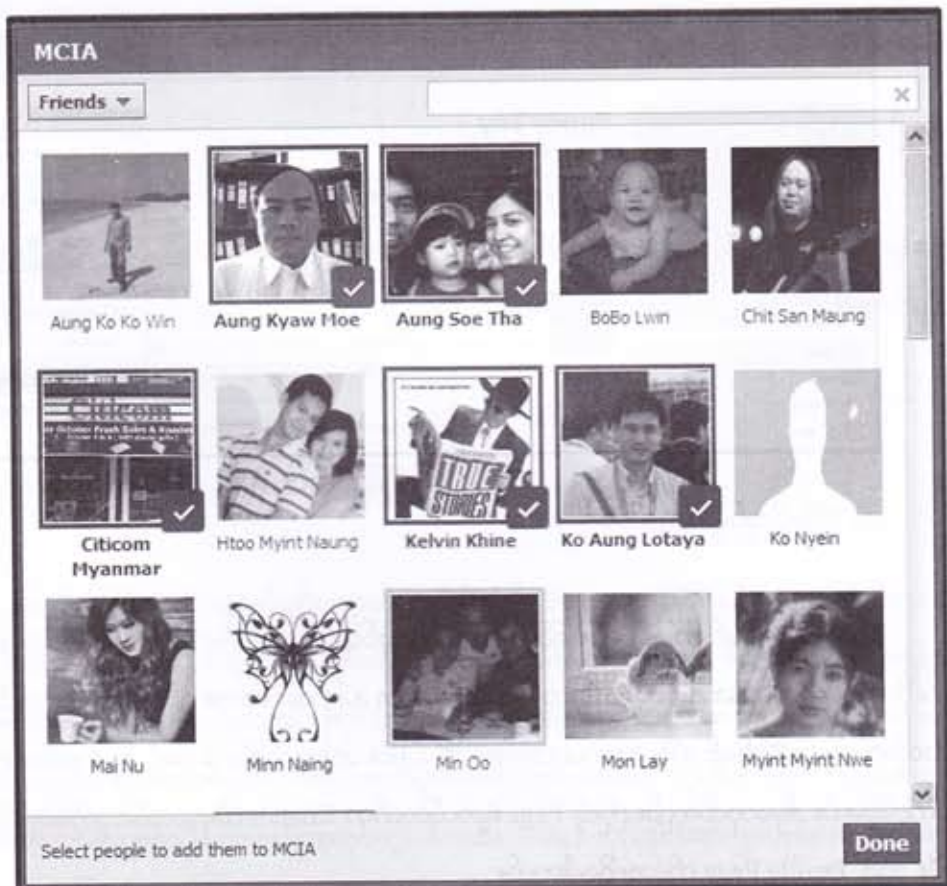 MCIA
Friends
Aung Ko Ko Win
Aung Kyaw Moe
Aung Soe Tha
BoBo Lwin
Chit San Maung
Citicom
Citicom
Myanmar
Htoo Myint Naung
TRUE
STORIES
Kelvin Khine
Ko Aung Lotaya
Ko Nyein
Mai Nu
Minn Naing
Min Oo
Mon Lay
Myint Myint Nwe
Select people to add them to MCIA
Done